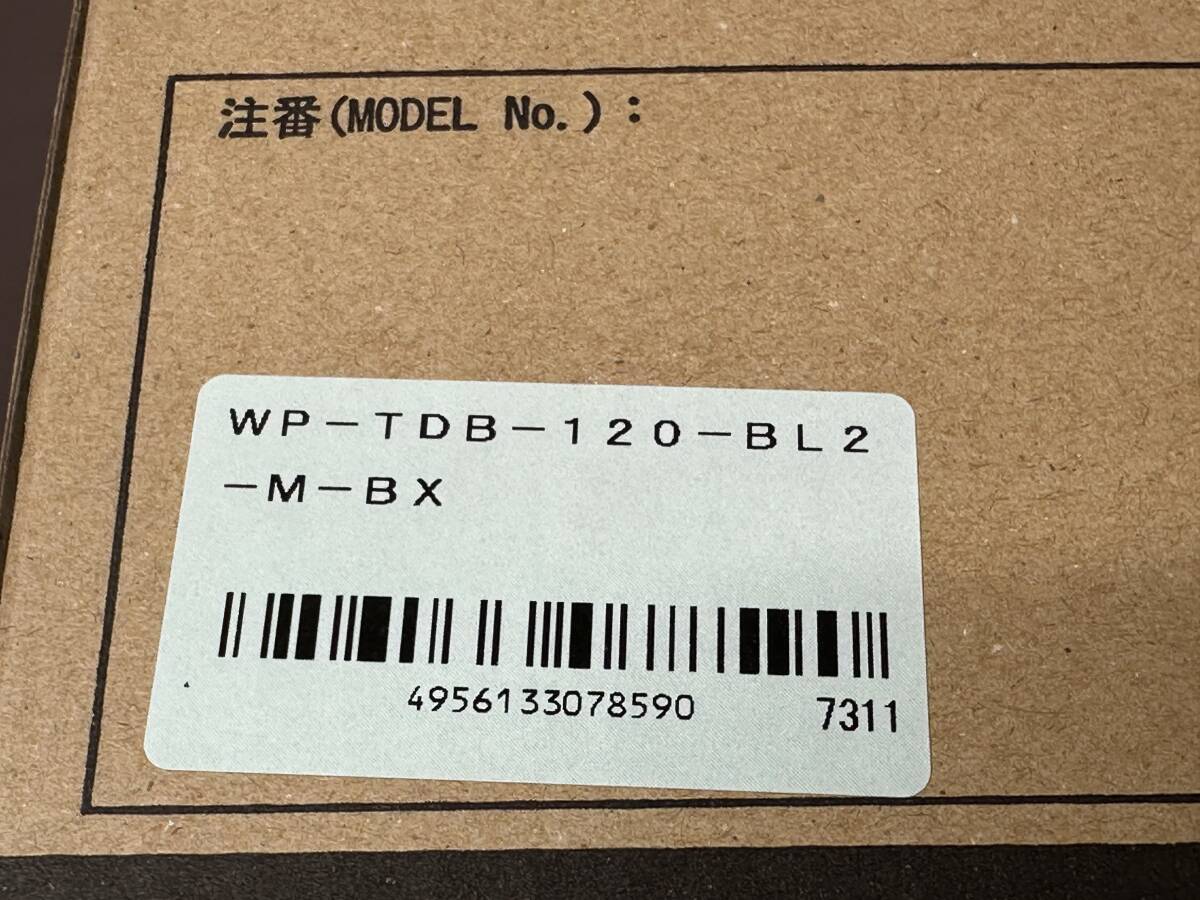 注番(MODEL No.):
WP-TDB-120-BL2
-M-BX
4956133078590 7311